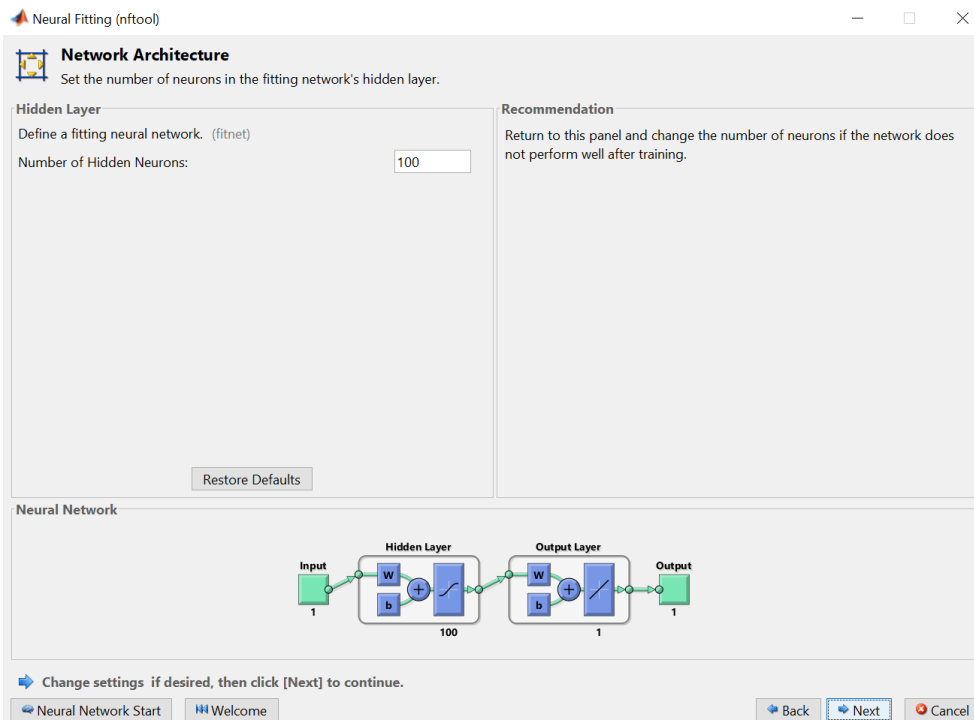 Neural Fitting (nftool)
Network Architecture
Set the number of neurons in the fitting network's hidden layer.
Hidden Layer
Define a fitting neural network. (fitnet)
Number of Hidden Neurons:
100
Restore Defaults
Recommendation
Return to this panel and change the number of neurons if the network does
not perform well after training.
Neural Network
Hidden Layer
Output Layer
Input
Output
W
b
+
W
b
+
1
100
1
1
Change settings if desired, then click [Next] to continue.
Neural Network Start
Welcome
Back
Next
Cancel